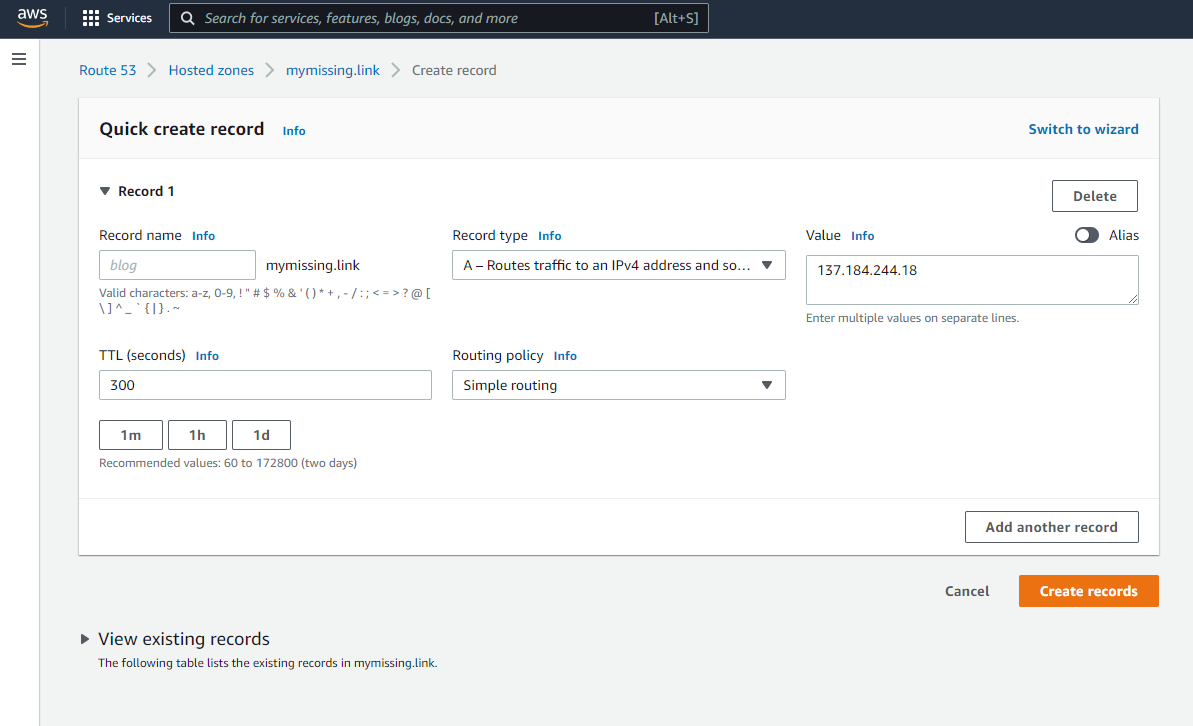 aws
Services
Search for services, features, blogs, docs, and more
[Alt+S]
Route 53 > Hosted zones > mymissing.link > Create record
Quick create record Info
Switch to wizard
Record 1
Delete
Record name Info
blog
mymissing.link
Valid characters: a-z, 0-9, ! " # $ % & ' ( ) * + , - / : ; < = > ? @ [
\ ] ^ _ ` { | } . ~
Record type Info
A – Routes traffic to an IPv4 address and so...
Value Info
Alias
137.184.244.18
Enter multiple values on separate lines.
TTL (seconds) Info
300
1m
1h
1d
Recommended values: 60 to 172800 (two days)
Routing policy Info
Simple routing
Add another record
Cancel
Create records
View existing records
The following table lists the existing records in mymissing.link.